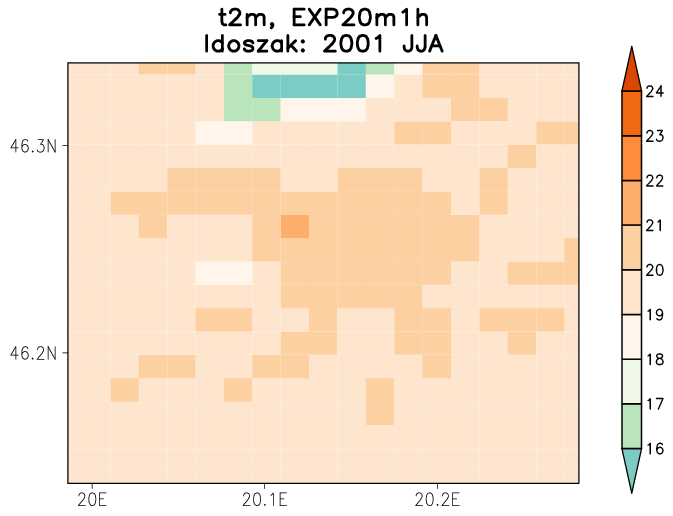 t2m, EXP20m1h
Idoszak: 2001 JJA
24
23
22
21
20
19
18
17
16
46.3N
46.2N
20E
20.1E
20.2E